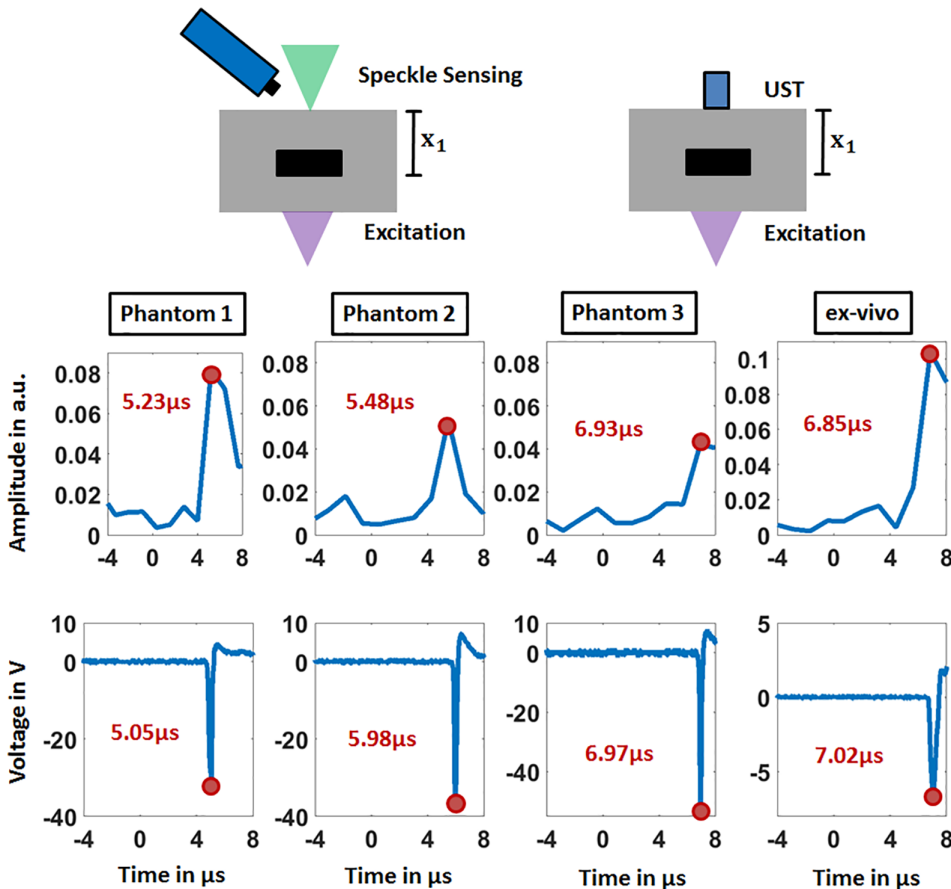 Speckle Sensing
UST
x1
x1
Excitation
Excitation
Phantom 1
Phantom 2
Phantom 3
ex-vivo
Amplitude in a.u.
0.08
0.06
0.04
0.02
0
5.23µs
-4 0 4 8
0.1
0.08
0.06
0.04
0.02
0
5.48µs
-4 0 4 8
0.1
0.08
0.06
0.04
0.02
0
6.93µs
-4 0 4 8
0.1
0.08
0.06
0.04
0.02
0
6.85µs
-4 0 4 8
Voltage in V
10
0
-20
-40
5.05µs
-4 0 4 8
10
0
-20
-40
5.98µs
-4 0 4 8
10
0
-20
-40
6.97µs
-4 0 4 8
5
0
-5
7.02µs
-4 0 4 8
Time in µs
Time in µs
Time in µs
Time in µs